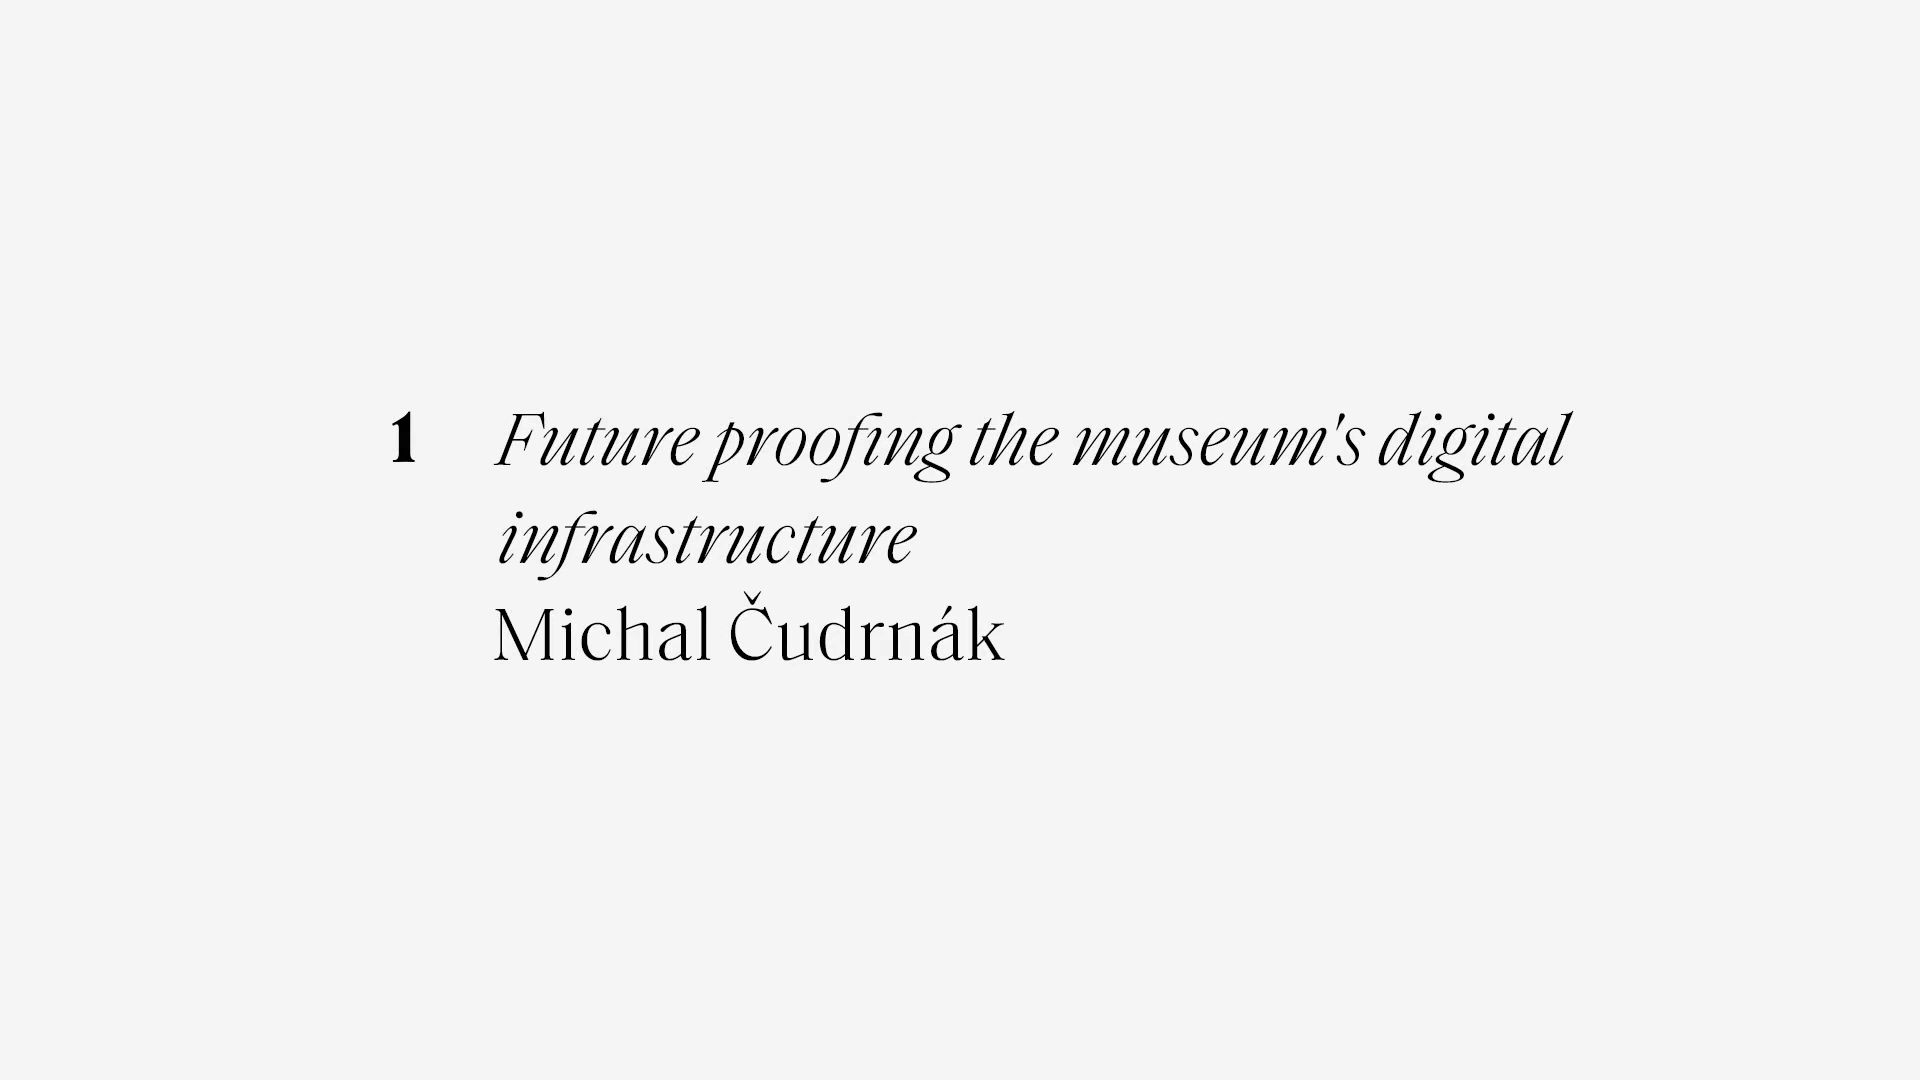 1 Future proofing the museum's digital
infrastructure
Michal Čudrnák